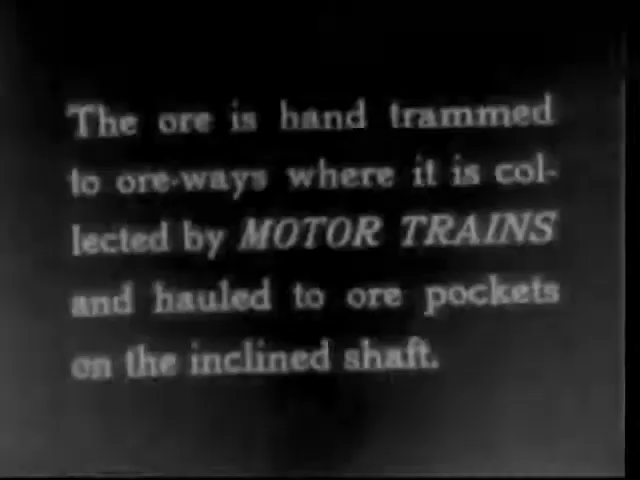 The ore is hand trammed
to ore-ways where it is col-
lected by MOTOR TRAINS
and hauled to ore pockets
on the inclined shaft.